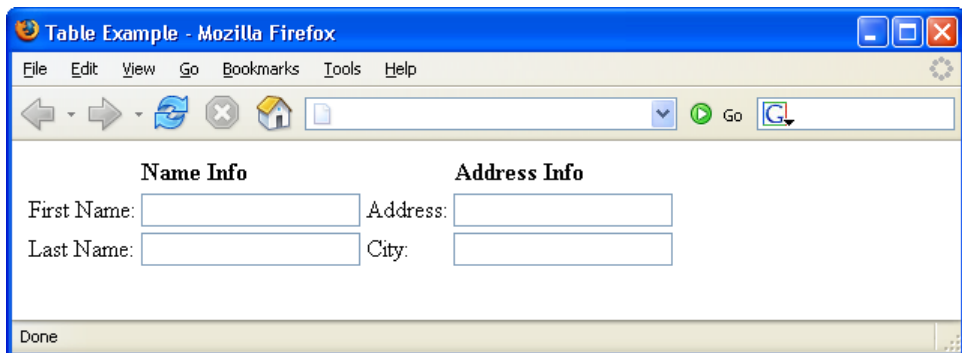 Table Example - Mozilla Firefox
File Edit View Go Bookmarks Tools Help
Go G
Name Info Address Info
First Name: Address:
Last Name: City:
Done